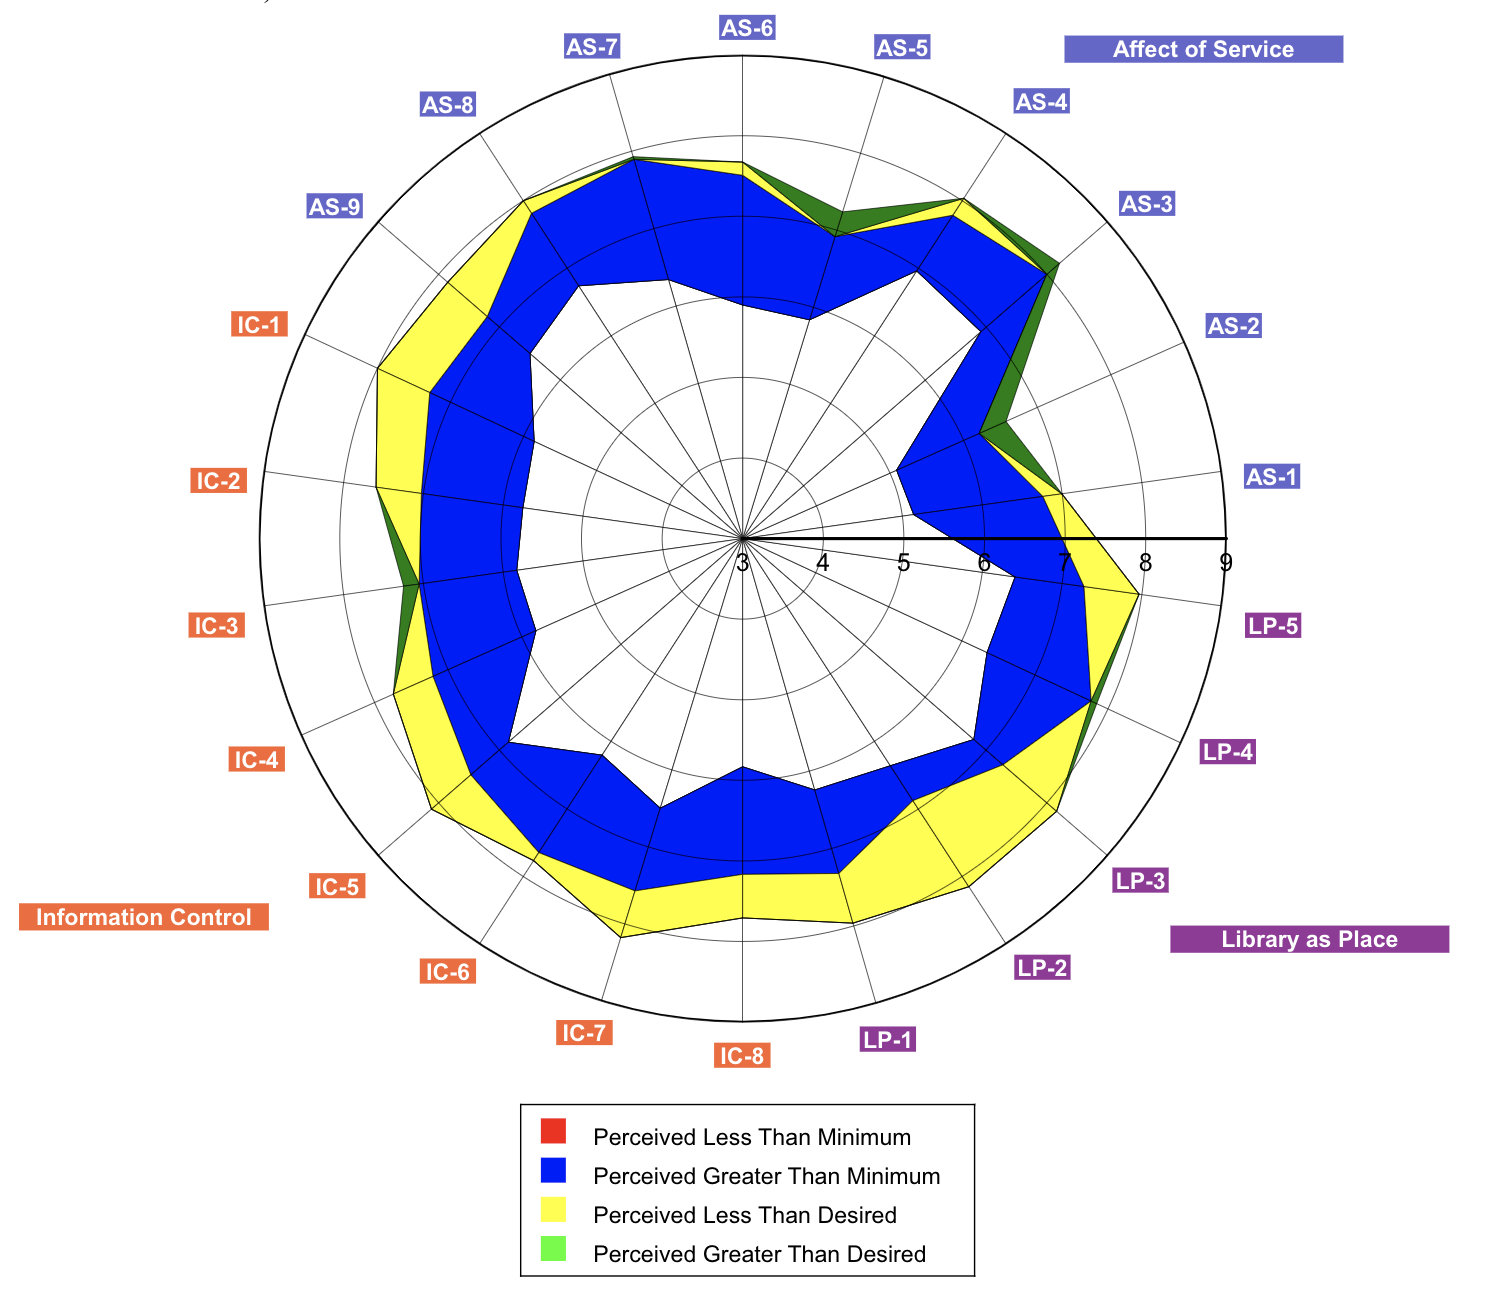 AS-6
AS-7
AS-5
Affect of Service
AS-8
AS-4
AS-9
AS-3
IC-1
AS-2
IC-2
AS-1
3 4 5 6 7 8 9
IC-3
LP-5
IC-4
LP-4
IC-5
LP-3
Information Control
Library as Place
IC-6
LP-2
IC-7
LP-1
IC-8
Perceived Less Than Minimum
Perceived Greater Than Minimum
Perceived Less Than Desired
Perceived Greater Than Desired